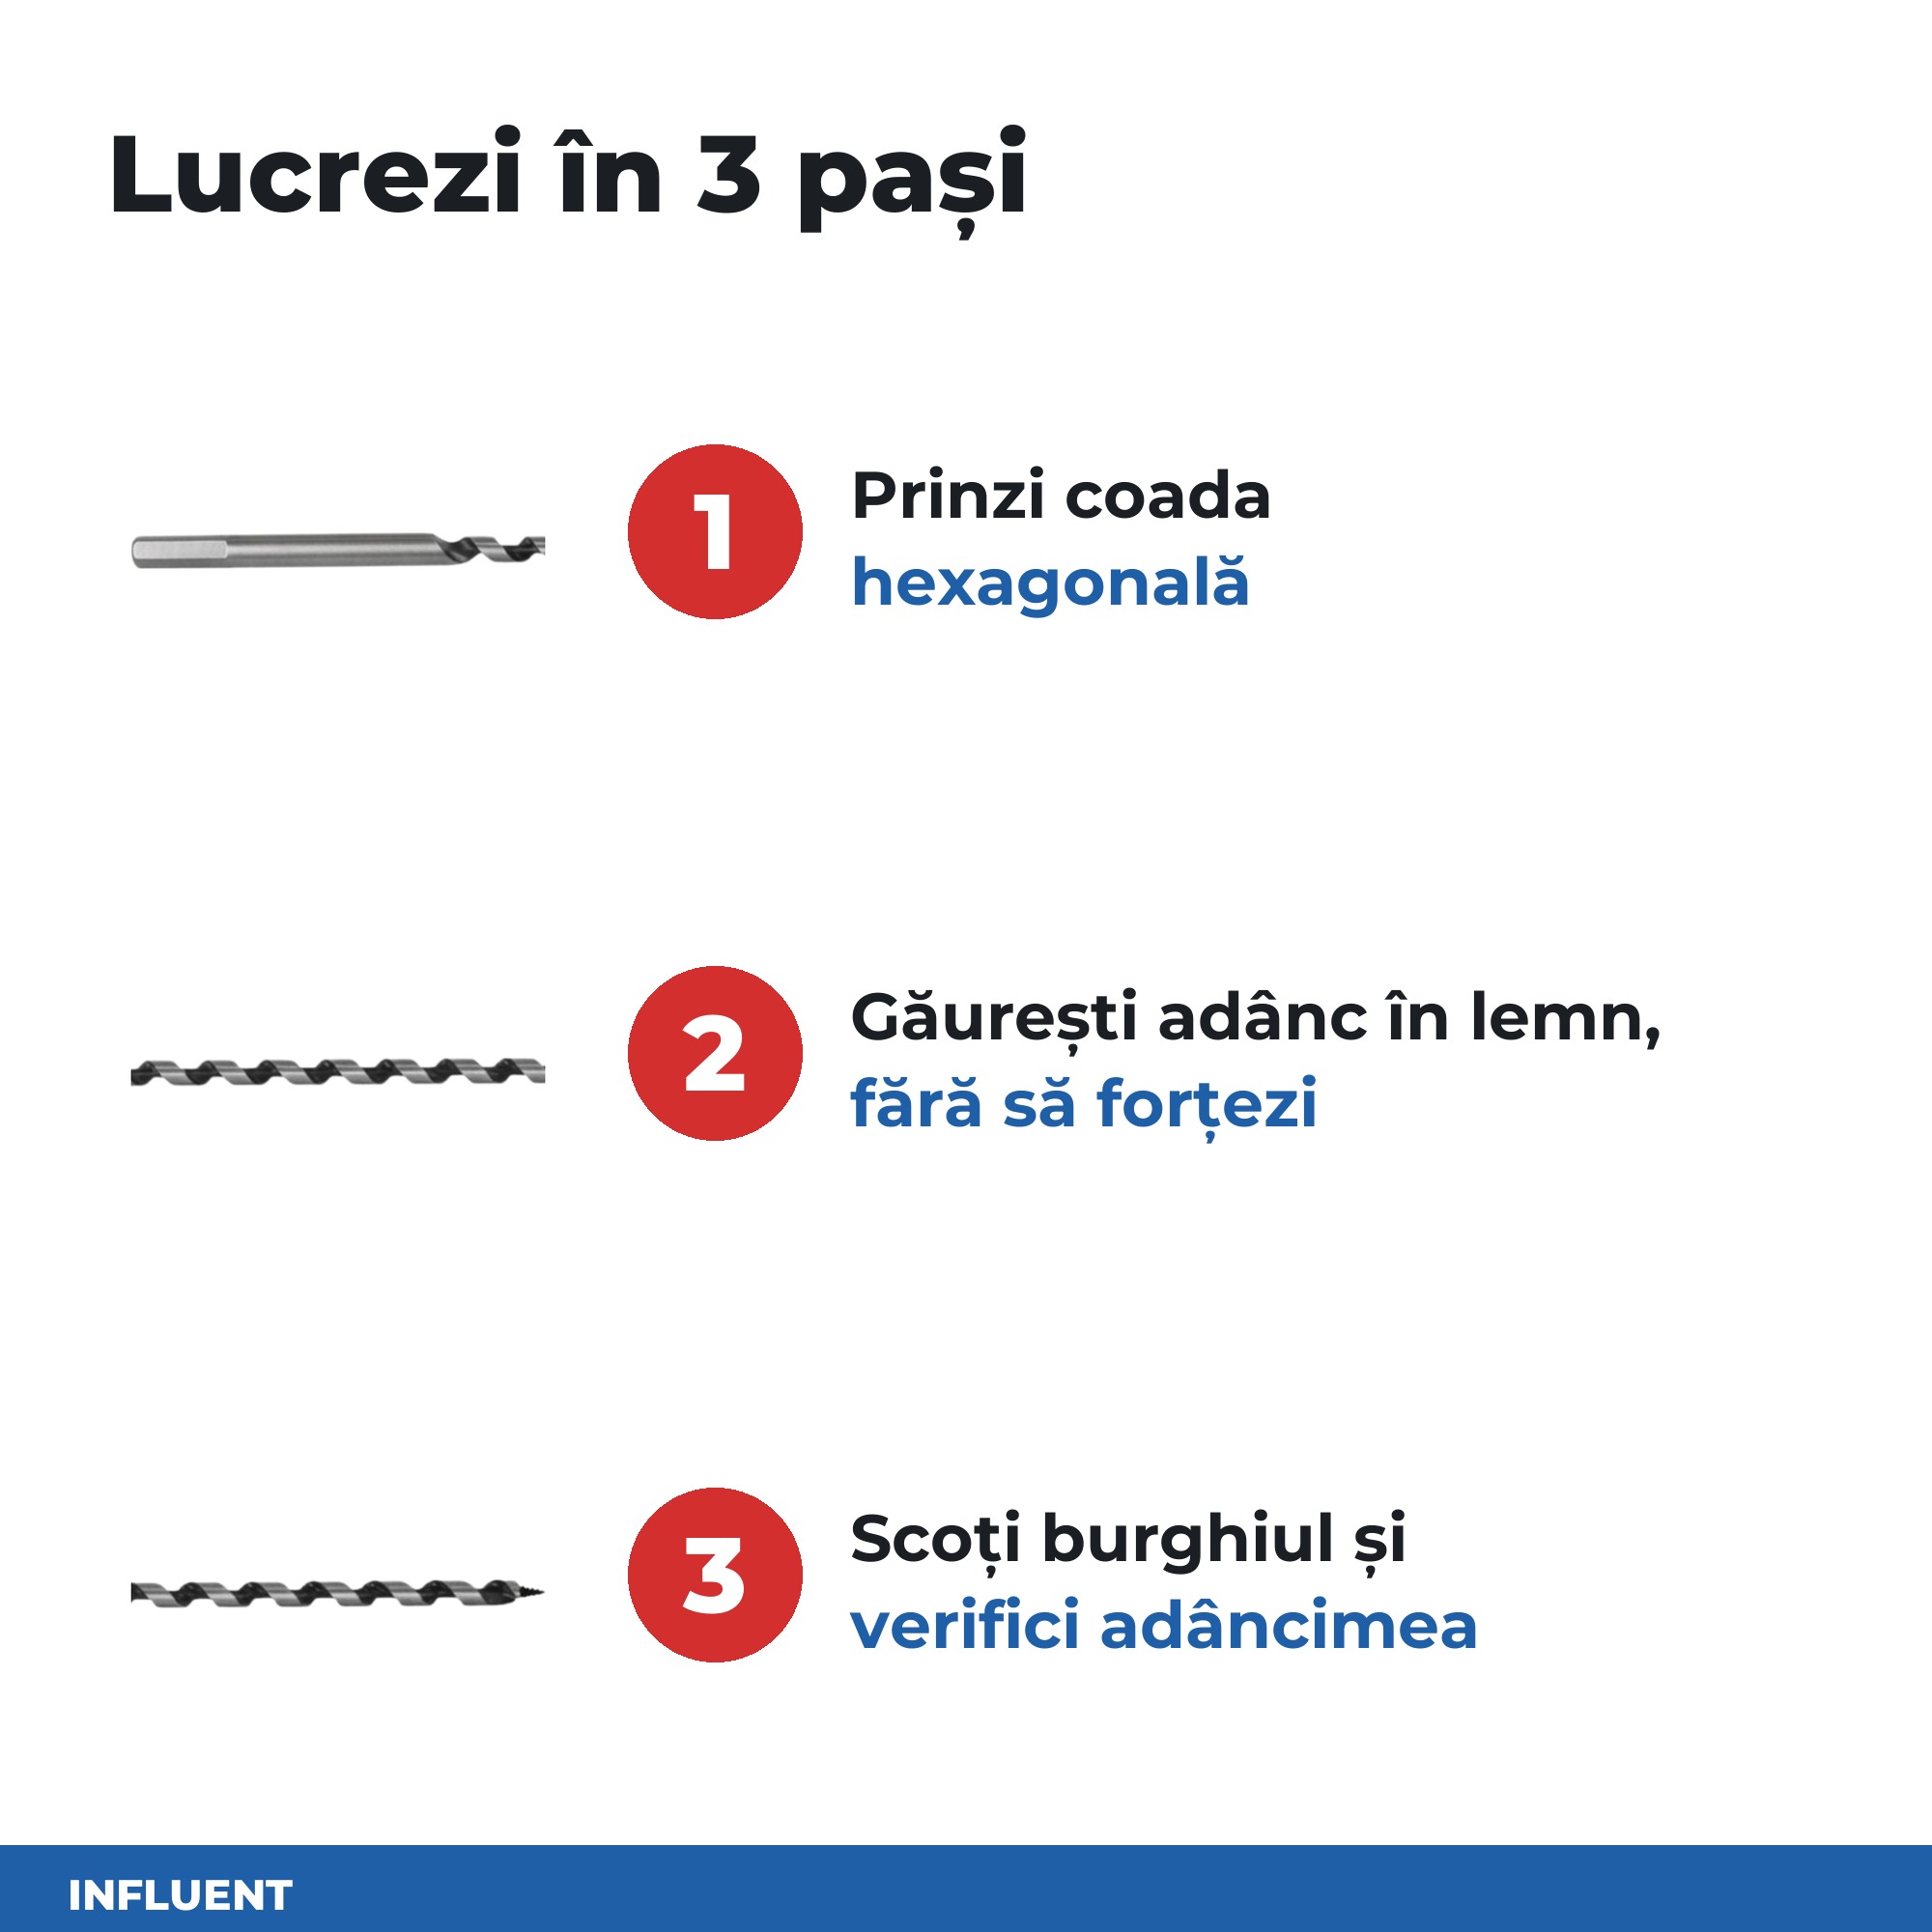 Lucrezi în 3 pași
1
Prinzi coada
hexagonală
2
Găurești adânc în lemn,
fără să forțezi
3
Scoți burghiul și
verifici adâncimea
INFLUENT